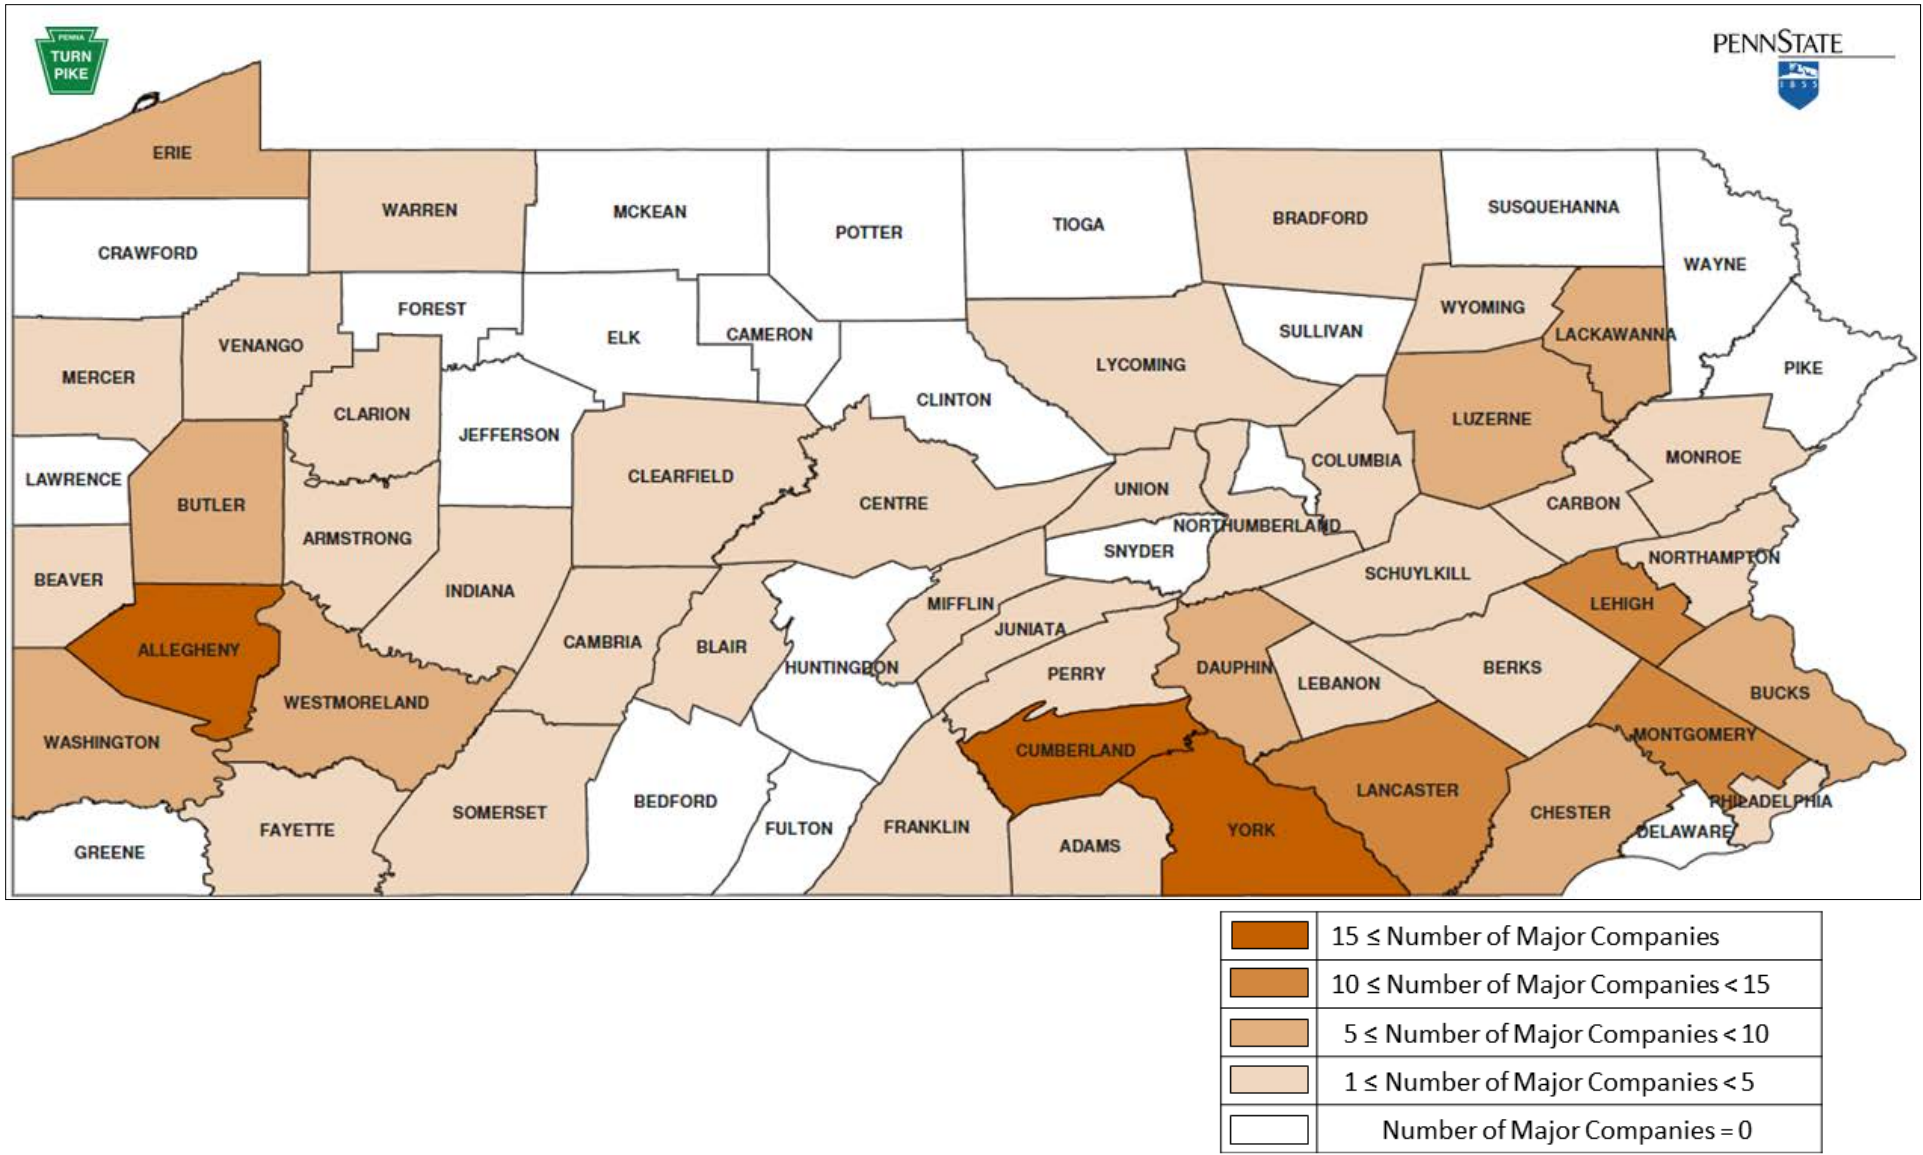 PENNA
TURN
PIKE
PENNSTATE
1855
ERIE
WARREN
MCKEAN
POTTER
TIOGA
BRADFORD
SUSQUEHANNA
WAYNE
CRAWFORD
FOREST
ELK
CAMERON
SULLIVAN
WYOMING
LACKAWANNA
PIKE
VENANGO
MERCER
CLARION
JEFFERSON
CLINTON
LYCOMING
LUZERNE
LAWRENCE
BUTLER
ARMSTRONG
CLEARFIELD
CENTRE
UNION
COLUMBIA
MONROE
CARBON
NORTHUMBERLAND
SNYDER
NORTHAMPTON
BEAVER
INDIANA
MIFFLIN
SCHUYLKILL
LEHIGH
ALLEGHENY
CAMBRIA
BLAIR
JUNIATA
HUNTINGDON
PERRY
DAUPHIN
LEBANON
BERKS
BUCKS
WESTMORELAND
WASHINGTON
CUMBERLAND
MONTGOMERY
LANCASTER
PHILADELPHIA
SOMERSET
BEDFORD
FULTON
FRANKLIN
ADAMS
YORK
CHESTER
DELAWARE
FAYETTE
GREENE
15 ≤ Number of Major Companies
10 ≤ Number of Major Companies < 15
5 ≤ Number of Major Companies < 10
1 ≤ Number of Major Companies < 5
Number of Major Companies = 0